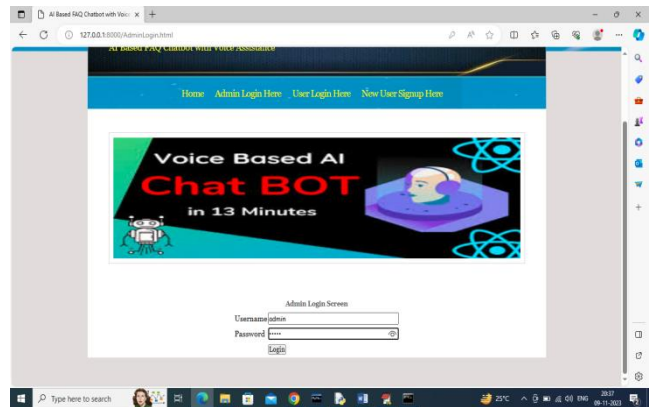 AI Based FAQ Chatbot with Voic
127.0.0.1:8000/AdminLogin.html
AI Based FAQ Chatbot with Voice Assistance
Home Admin Login Here User Login Here New User Signup Here
Voice Based AI
Chat BOT
in 13 Minutes
Admin Login Screen
Username admin
Password •••••
Login
Type here to search
25°C ENG 20:37
09-11-2023